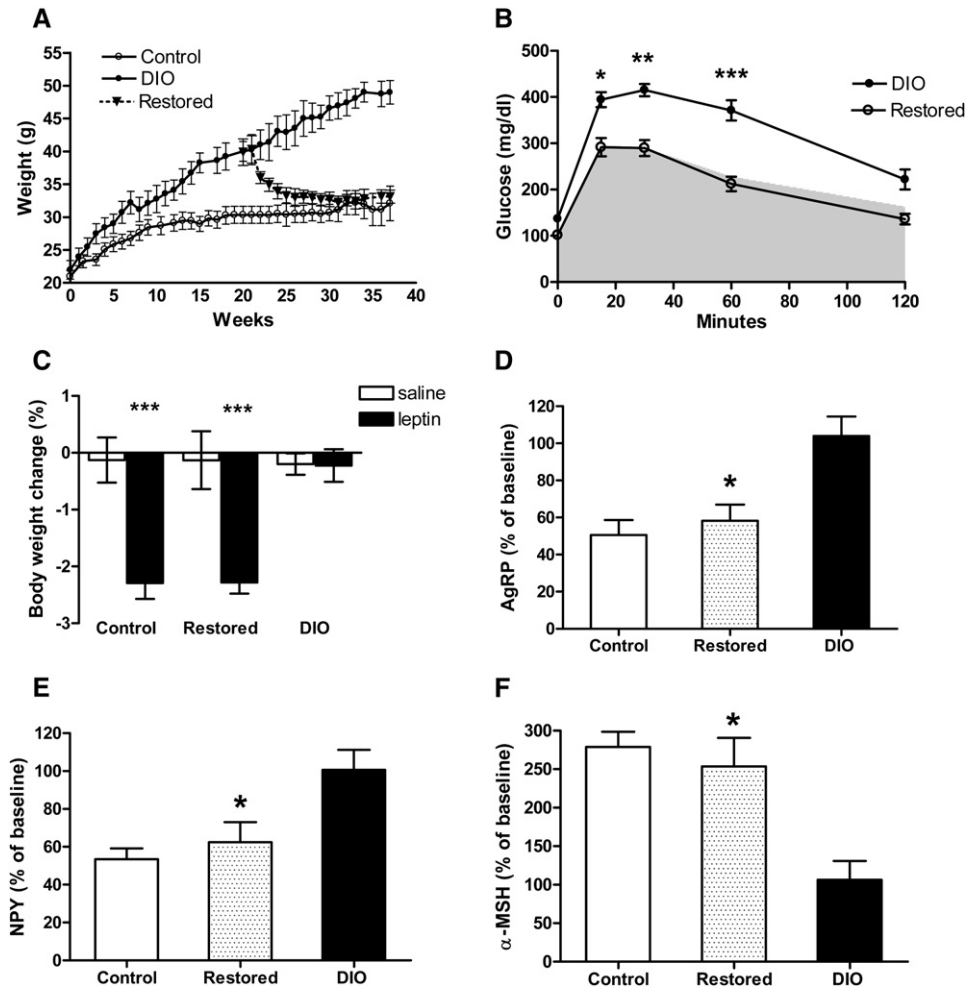 A
Control
DIO
Restored
Weight (g)
55
50
45
40
35
30
25
20
0 5 10 15 20 25 30 35 40
Weeks
B
* ** ***
DIO
Restored
Glucose (mg/dl)
500
400
300
200
100
0
0 20 40 60 80 100 120
Minutes
C
saline
leptin
*** ***
Body weight change (%)
1
0
-1
-2
-3
Control Restored DIO
D
AgRP (% of baseline)
120
100
80
60
40
20
0
*
Control Restored DIO
E
NPY (% of baseline)
120
100
80
60
40
20
0
*
Control Restored DIO
F
α-MSH (% of baseline)
300
250
200
150
100
50
0
*
Control Restored DIO